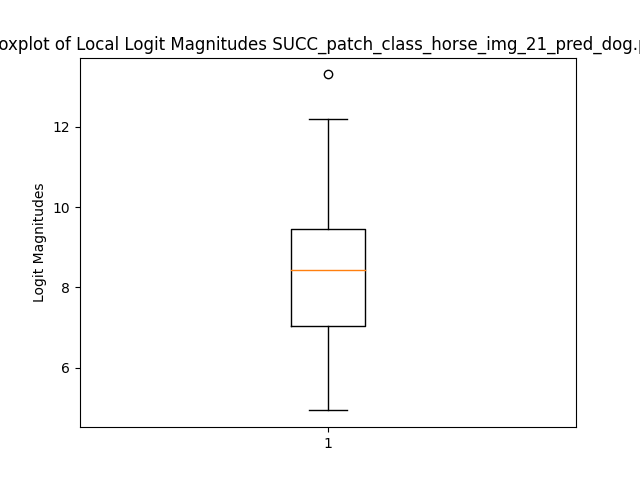 oxplot of Local Logit Magnitudes SUCC_patch_class_horse_img_21_pred_dog.p
12
10
8
6
Logit Magnitudes
1